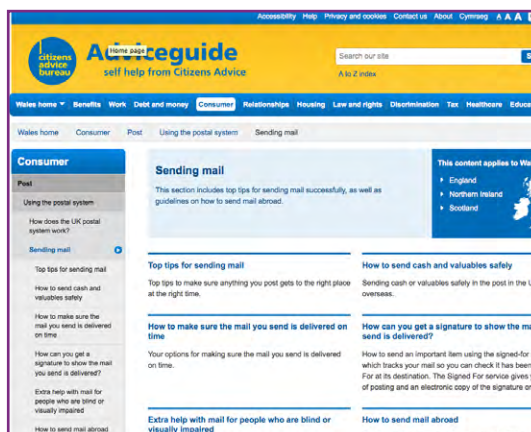 Accessibility Help Privacy and cookies Contact us About Cymraeg A A A
citizens
advice
bureau
Adviceguide
Home page
self help from Citizens Advice
Search our site
A to Z index
Wales home Benefits Work Debt and money Consumer Relationships Housing Law and rights Discrimination Tax Healthcare Educa
Wales home Consumer Post Using the postal system Sending mail
Consumer
Post
Using the postal system
How does the UK postal
system work?
Sending mail
Top tips for sending mail
How to send cash and
valuables safely
How to make sure the
mail you send is delivered
on time
How can you get a
signature to show the mail
you send is delivered?
Extra help with mail for
people who are blind or
visually impaired
How to send mail abroad
Sending mail
This section includes top tips for sending mail successfully, as well as
guidelines on how to send mail abroad.
This content applies to Wa
England
Northern Ireland
Scotland
Top tips for sending mail
Top tips to make sure anything you post gets to the right place
at the right time.
How to send cash and valuables safely
Sending cash or valuables safely in the post in the U
overseas.
How to make sure the mail you send is delivered on
time
Your options for making sure the mail you send is delivered
on time.
How can you get a signature to show the ma
send is delivered?
How to send an important item using the signed-for
which tracks your mail so you can check it has been
For at its destination. The Signed For service gives
of posting and an electronic copy of the signature on
Extra help with mail for people who are blind or
visually impaired
How to send mail abroad